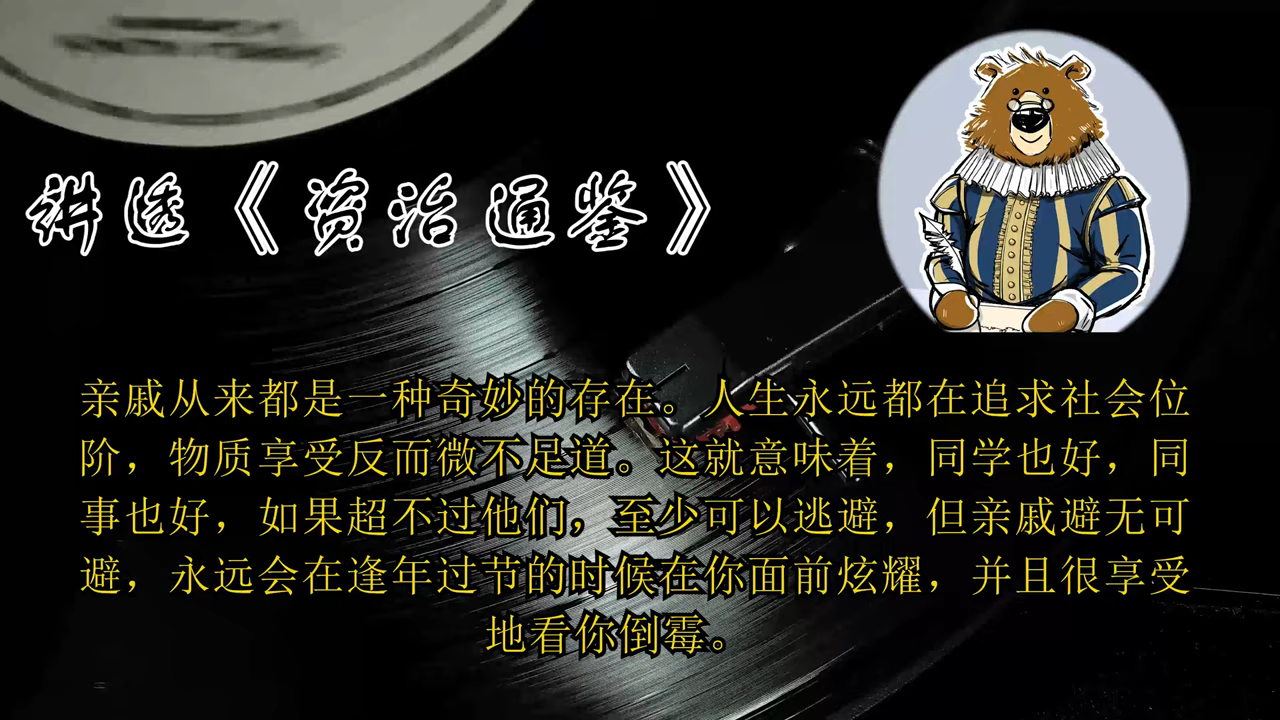 讲透《资治通鉴》
亲戚从来都是一种奇妙的存在。人生永远都在追求社会位
阶，物质享受反而微不足道。这就意味着，同学也好，同
事也好，如果超不过他们，至少可以逃避，但亲戚避无可
避，永远会在逢年过节的时候在你面前炫耀，并且很享受
地看你倒霉。